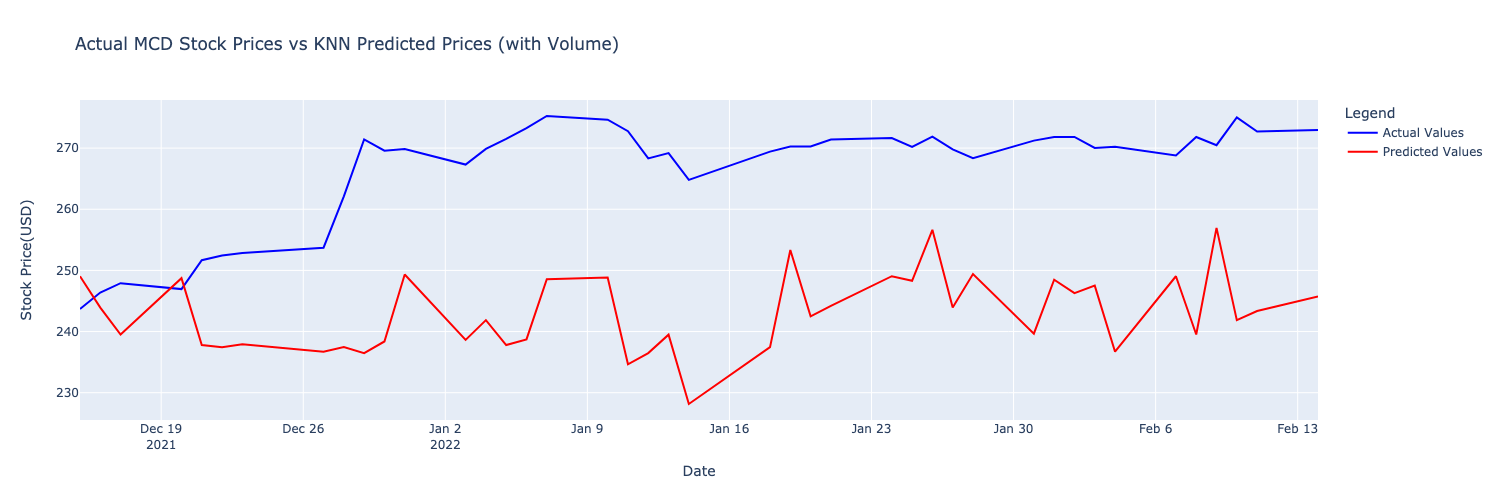 Actual MCD Stock Prices vs KNN Predicted Prices (with Volume)
Legend
Actual Values
Predicted Values
Stock Price(USD)
270
260
250
240
230
Dec 19
2021
Dec 26
Jan 2
2022
Jan 9
Jan 16
Jan 23
Jan 30
Feb 6
Feb 13
Date